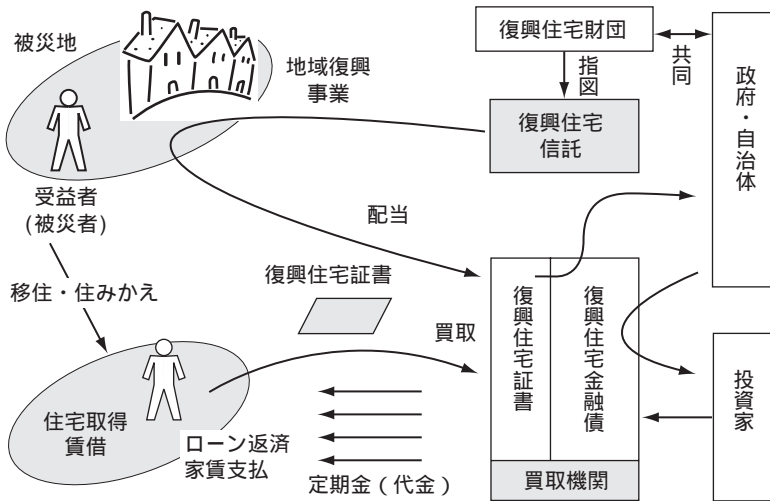 被災地
地域復興
事業
復興住宅財団
共同
指図
復興住宅
信託
政府・自治体
受益者
(被災者)
配当
移住・住みかえ
復興住宅証書
買取
復興住宅証書
復興住宅金融債
買取機関
投資家
住宅取得
賃借
ローン返済
家賃支払
定期金（代金）